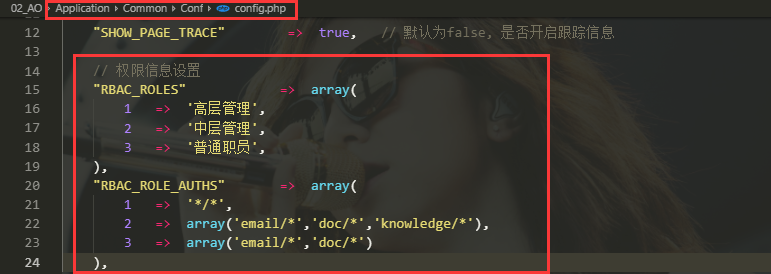 02_AO > Application > Common > Conf > config.php
12 "SHOW_PAGE_TRACE" => true, // 默认为false, 是否开启跟踪信息
13
14 // 权限信息设置
15 "RBAC_ROLES" => array(
16 1 => '高层管理',
17 2 => '中层管理',
18 3 => '普通职员',
19 ),
20 "RBAC_ROLE_AUTHS" => array(
21 1 => '*/*',
22 2 => array('email/*','doc/*','knowledge/*'),
23 3 => array('email/*','doc/*')
24 ),